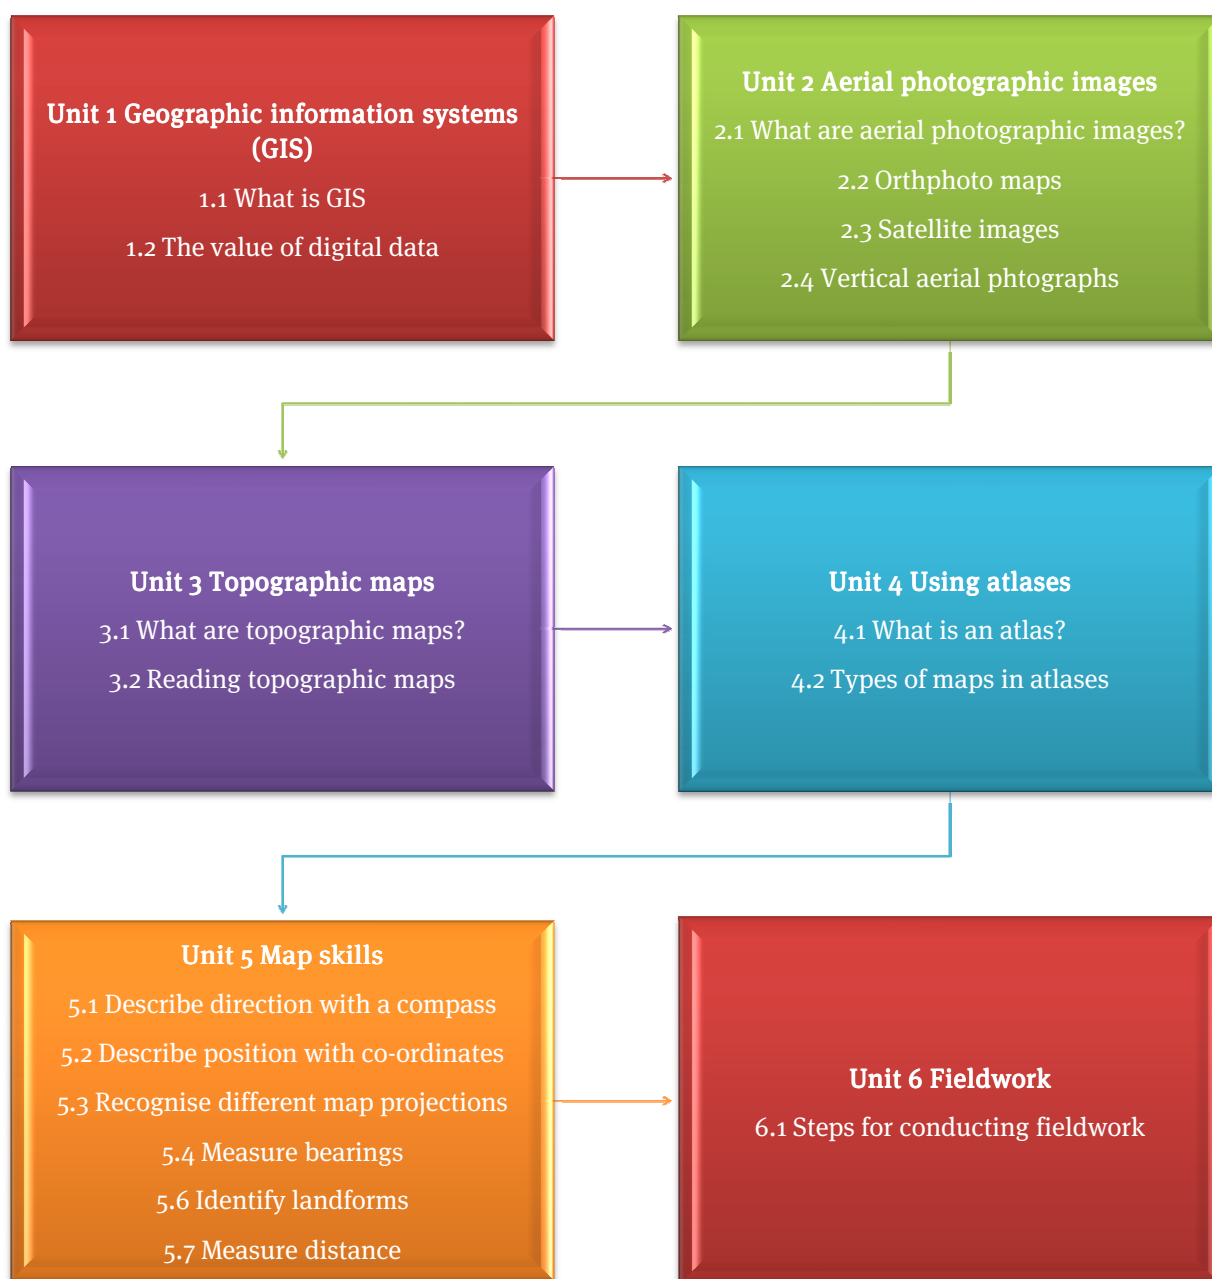 Unit 1 Geographic information systems
(GIS)
1.1 What is GIS
1.2 The value of digital data
Unit 2 Aerial photographic images
2.1 What are aerial photographic images?
2.2 Orthphoto maps
2.3 Satellite images
2.4 Vertical aerial phtographs
Unit 3 Topographic maps
3.1 What are topographic maps?
3.2 Reading topographic maps
Unit 4 Using atlases
4.1 What is an atlas?
4.2 Types of maps in atlases
Unit 5 Map skills
5.1 Describe direction with a compass
5.2 Describe position with co-ordinates
5.3 Recognise different map projections
5.4 Measure bearings
5.6 Identify landforms
5.7 Measure distance
Unit 6 Fieldwork
6.1 Steps for conducting fieldwork